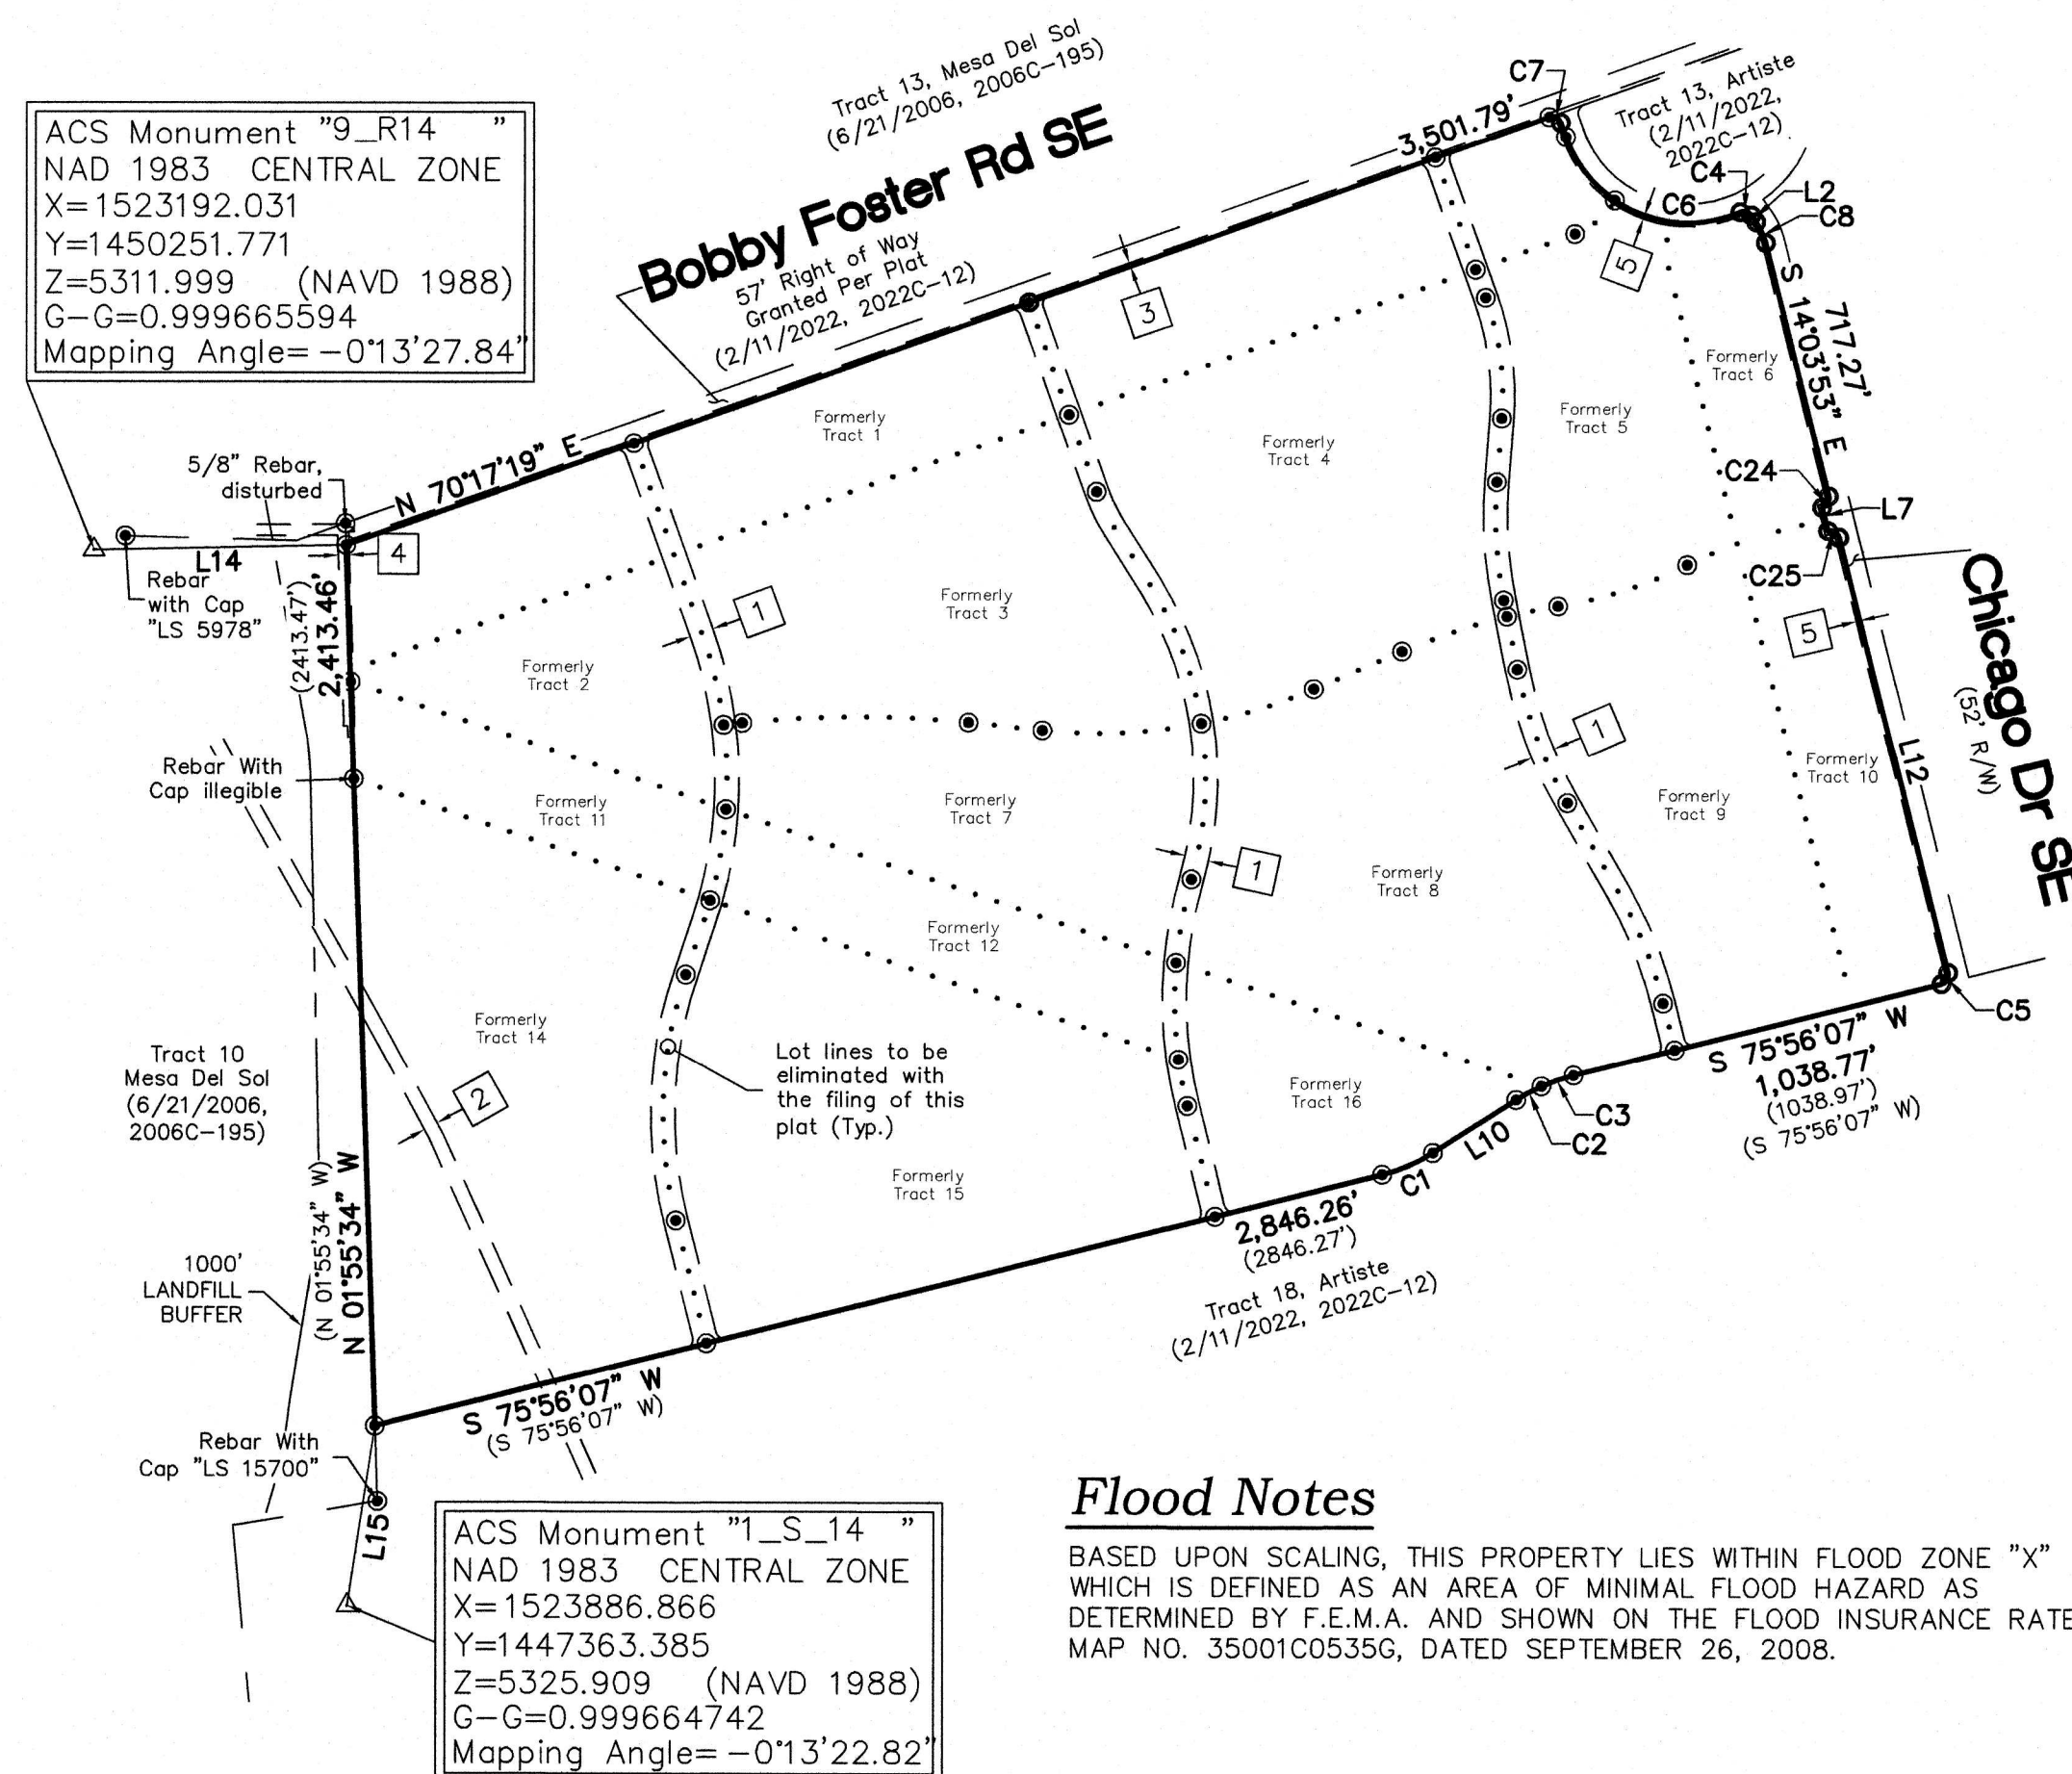 Tract 13, Mesa Del Sol
(6/21/2006, 2006C-195)
Bobby Foster Rd SE
57' Right of Way
Granted Per Plat
(2/11/2022, 2022C-12)
ACS Monument "9_R14 "
NAD 1983 CENTRAL ZONE
X=1523192.031
Y=1450251.771
Z=5311.999 (NAVD 1988)
G-G=0.999665594
Mapping Angle= -0°13'27.84"
3,501.79'
C7
Tract 13, Artiste
(2/11/2022,
2022C-12)
C4
C6
L2
C8
5
3
S 14°03'53" E
717.27'
Formerly
Tract 6
Formerly
Tract 1
Formerly
Tract 4
Formerly
Tract 5
5/8" Rebar,
disturbed
N 70°17'19" E
C24
L7
C25
L14
4
Rebar
with Cap
"LS 5978"
(2413.47')
2,413.46'
1
Formerly
Tract 3
5
Chicago Dr SE
(52' R/W)
L12
Formerly
Tract 2
1
Rebar With
Cap illegible
Formerly
Tract 11
Formerly
Tract 7
Formerly
Tract 9
Formerly
Tract 10
1
Formerly
Tract 8
Formerly
Tract 12
C5
Formerly
Tract 14
Tract 10
Mesa Del Sol
(6/21/2006,
2006C-195)
2
Lot lines to be
eliminated with
the filing of this
plat (Typ.)
Formerly
Tract 16
S 75°56'07" W
1,038.77'
(1038.97')
(S 75°56'07" W)
C3
C2
L10
C1
Formerly
Tract 15
2,846.26'
(2846.27')
Tract 18, Artiste
(2/11/2022, 2022C-12)
(N 01°55'34" W)
N 01°55'34" W
1000'
LANDFILL
BUFFER
S 75°56'07" W
(S 75°56'07" W)
Rebar With
Cap "LS 15700"
L15
ACS Monument "1_S_14 "
NAD 1983 CENTRAL ZONE
X=1523886.866
Y=1447363.385
Z=5325.909 (NAVD 1988)
G-G=0.999664742
Mapping Angle= -0°13'22.82"
Flood Notes
BASED UPON SCALING, THIS PROPERTY LIES WITHIN FLOOD ZONE "X"
WHICH IS DEFINED AS AN AREA OF MINIMAL FLOOD HAZARD AS
DETERMINED BY F.E.M.A. AND SHOWN ON THE FLOOD INSURANCE RATE
MAP NO. 35001C0535G, DATED SEPTEMBER 26, 2008.